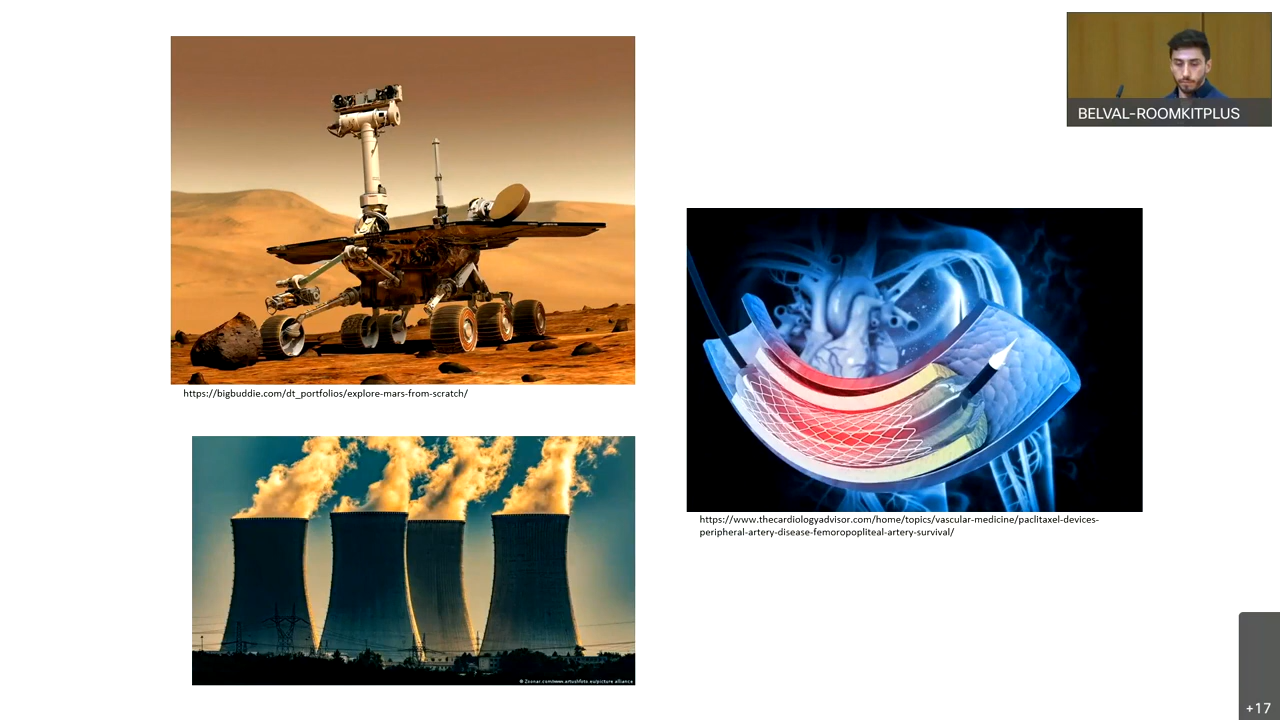 BELVAL-ROOMKITPLUS
https://bigbuddie.com/dt_portfolios/explore-mars-from-scratch/
https://www.thecardiologyadvisor.com/home/topics/vascular-medicine/paclitaxel-devices-
peripheral-artery-disease-femoropopliteal-artery-survival/
+17